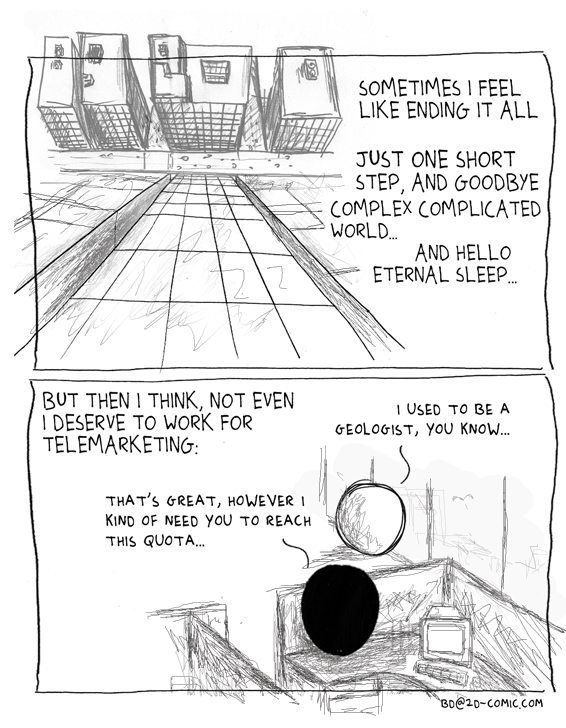 SOMETIMES I FEEL
LIKE ENDING IT ALL
JUST ONE SHORT
STEP, AND GOODBYE
COMPLEX COMPLICATED
WORLD...
AND HELLO
ETERNAL SLEEP...
BUT THEN I THINK, NOT EVEN
I DESERVE TO WORK FOR
TELEMARKETING:
I USED TO BE A
GEOLOGIST, YOU KNOW...
THAT'S GREAT, HOWEVER I
KIND OF NEED YOU TO REACH
THIS QUOTA...
BD@2D-COMIC.COM